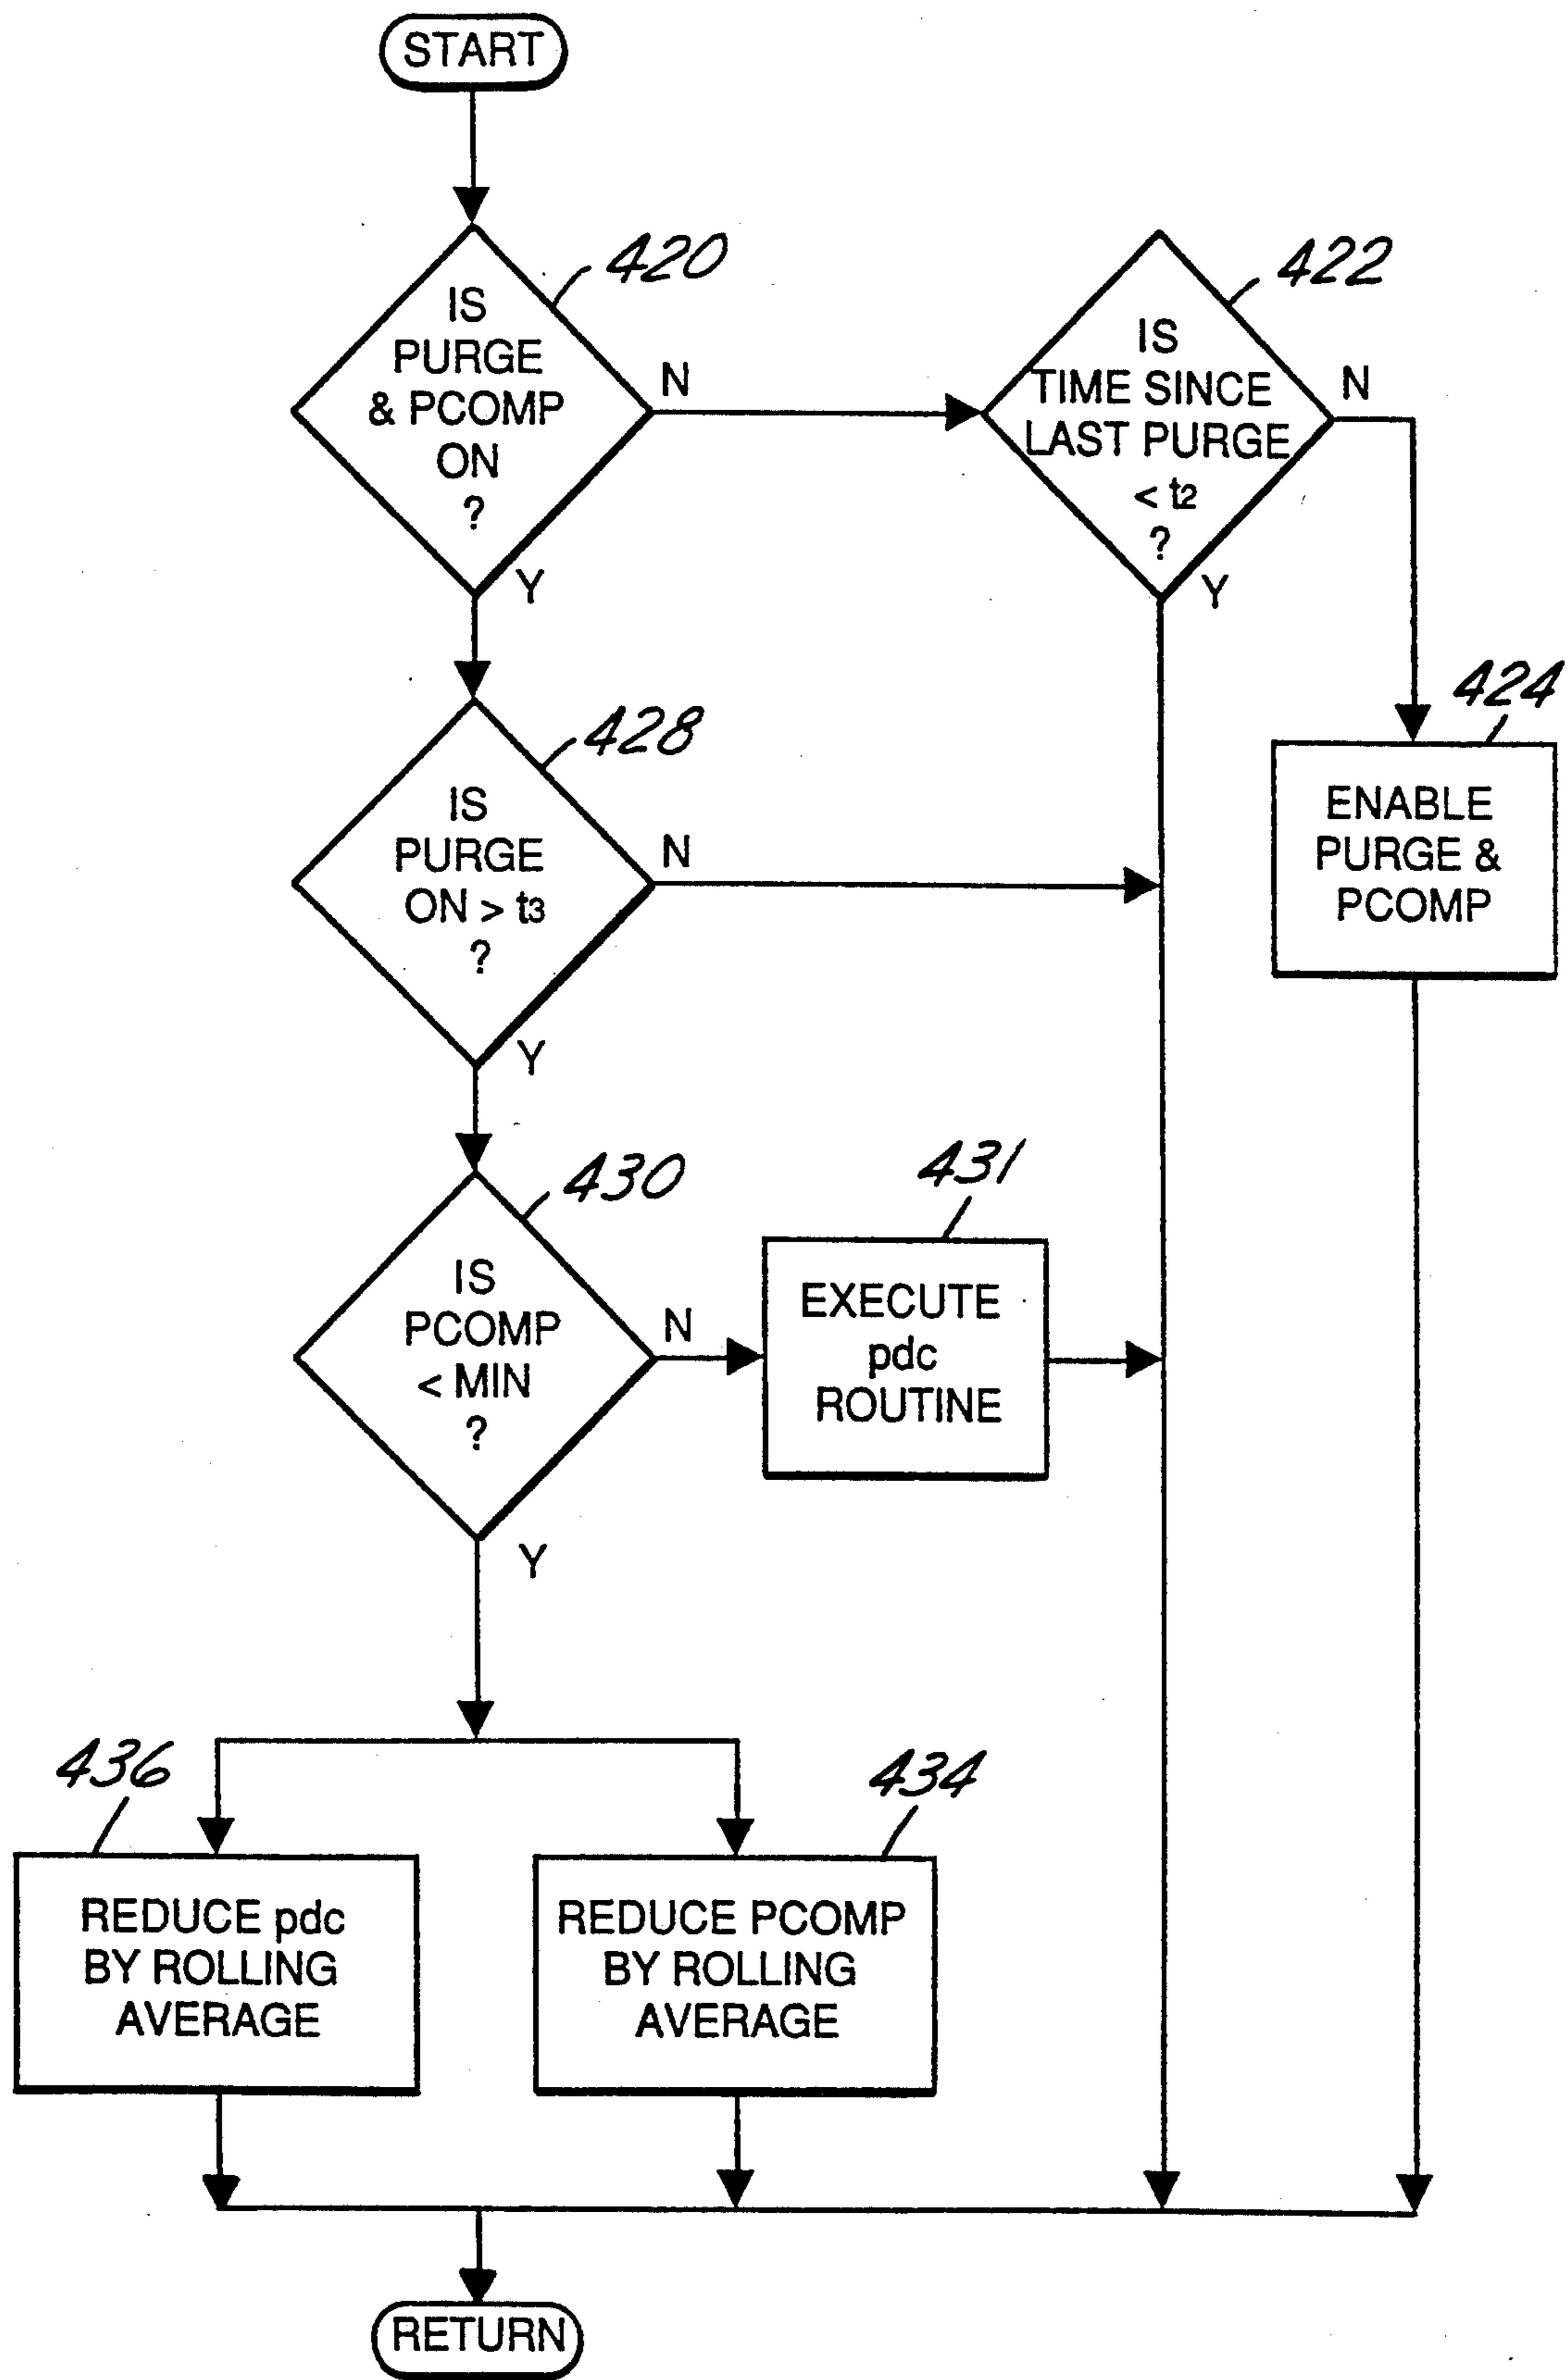 START
420
IS
PURGE
& PCOMP
ON
?
N
Y
422
IS
TIME SINCE
LAST PURGE
< t2
?
N
Y
424
ENABLE
PURGE &
PCOMP
428
IS
PURGE
ON > t3
?
N
Y
430
IS
PCOMP
< MIN
?
N
Y
431
EXECUTE
pdc
ROUTINE
436
REDUCE pdc
BY ROLLING
AVERAGE
434
REDUCE PCOMP
BY ROLLING
AVERAGE
RETURN